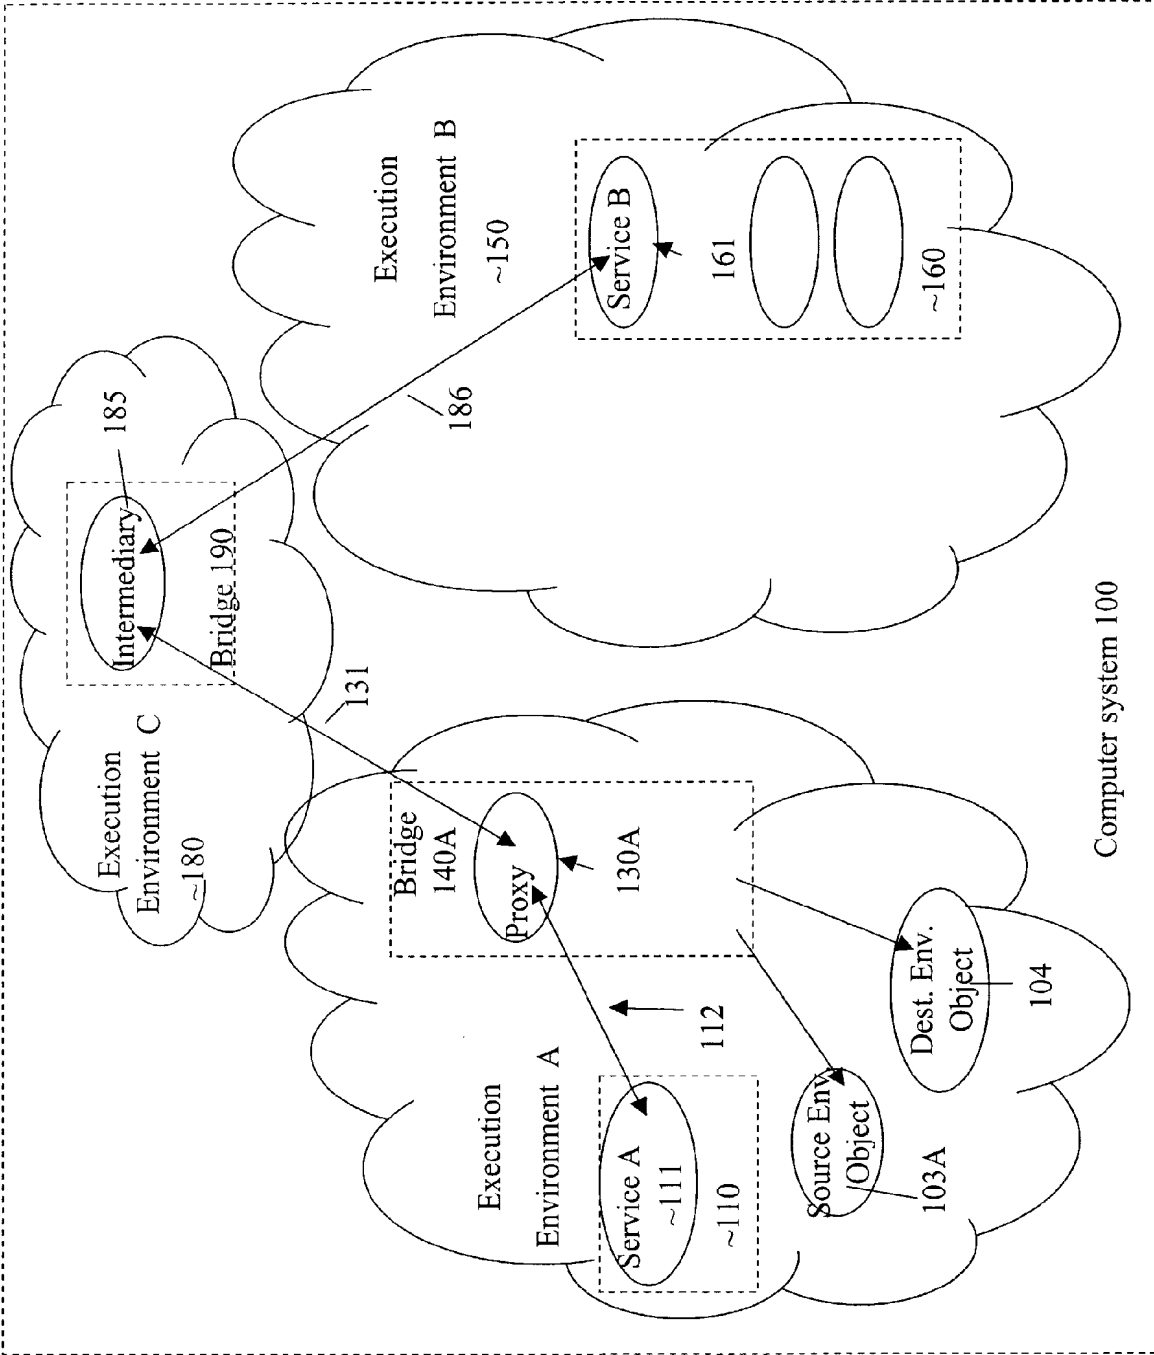 Execution
Environment C
~180
Intermediary
185
Bridge 190
131
186
Execution
Environment B
~150
Service B
161
~160
Execution
Environment A
Service A
~111
~110
112
Bridge
140A
Proxy
130A
Source Env
Object
103A
Dest. Env.
Object
104
Computer system 100